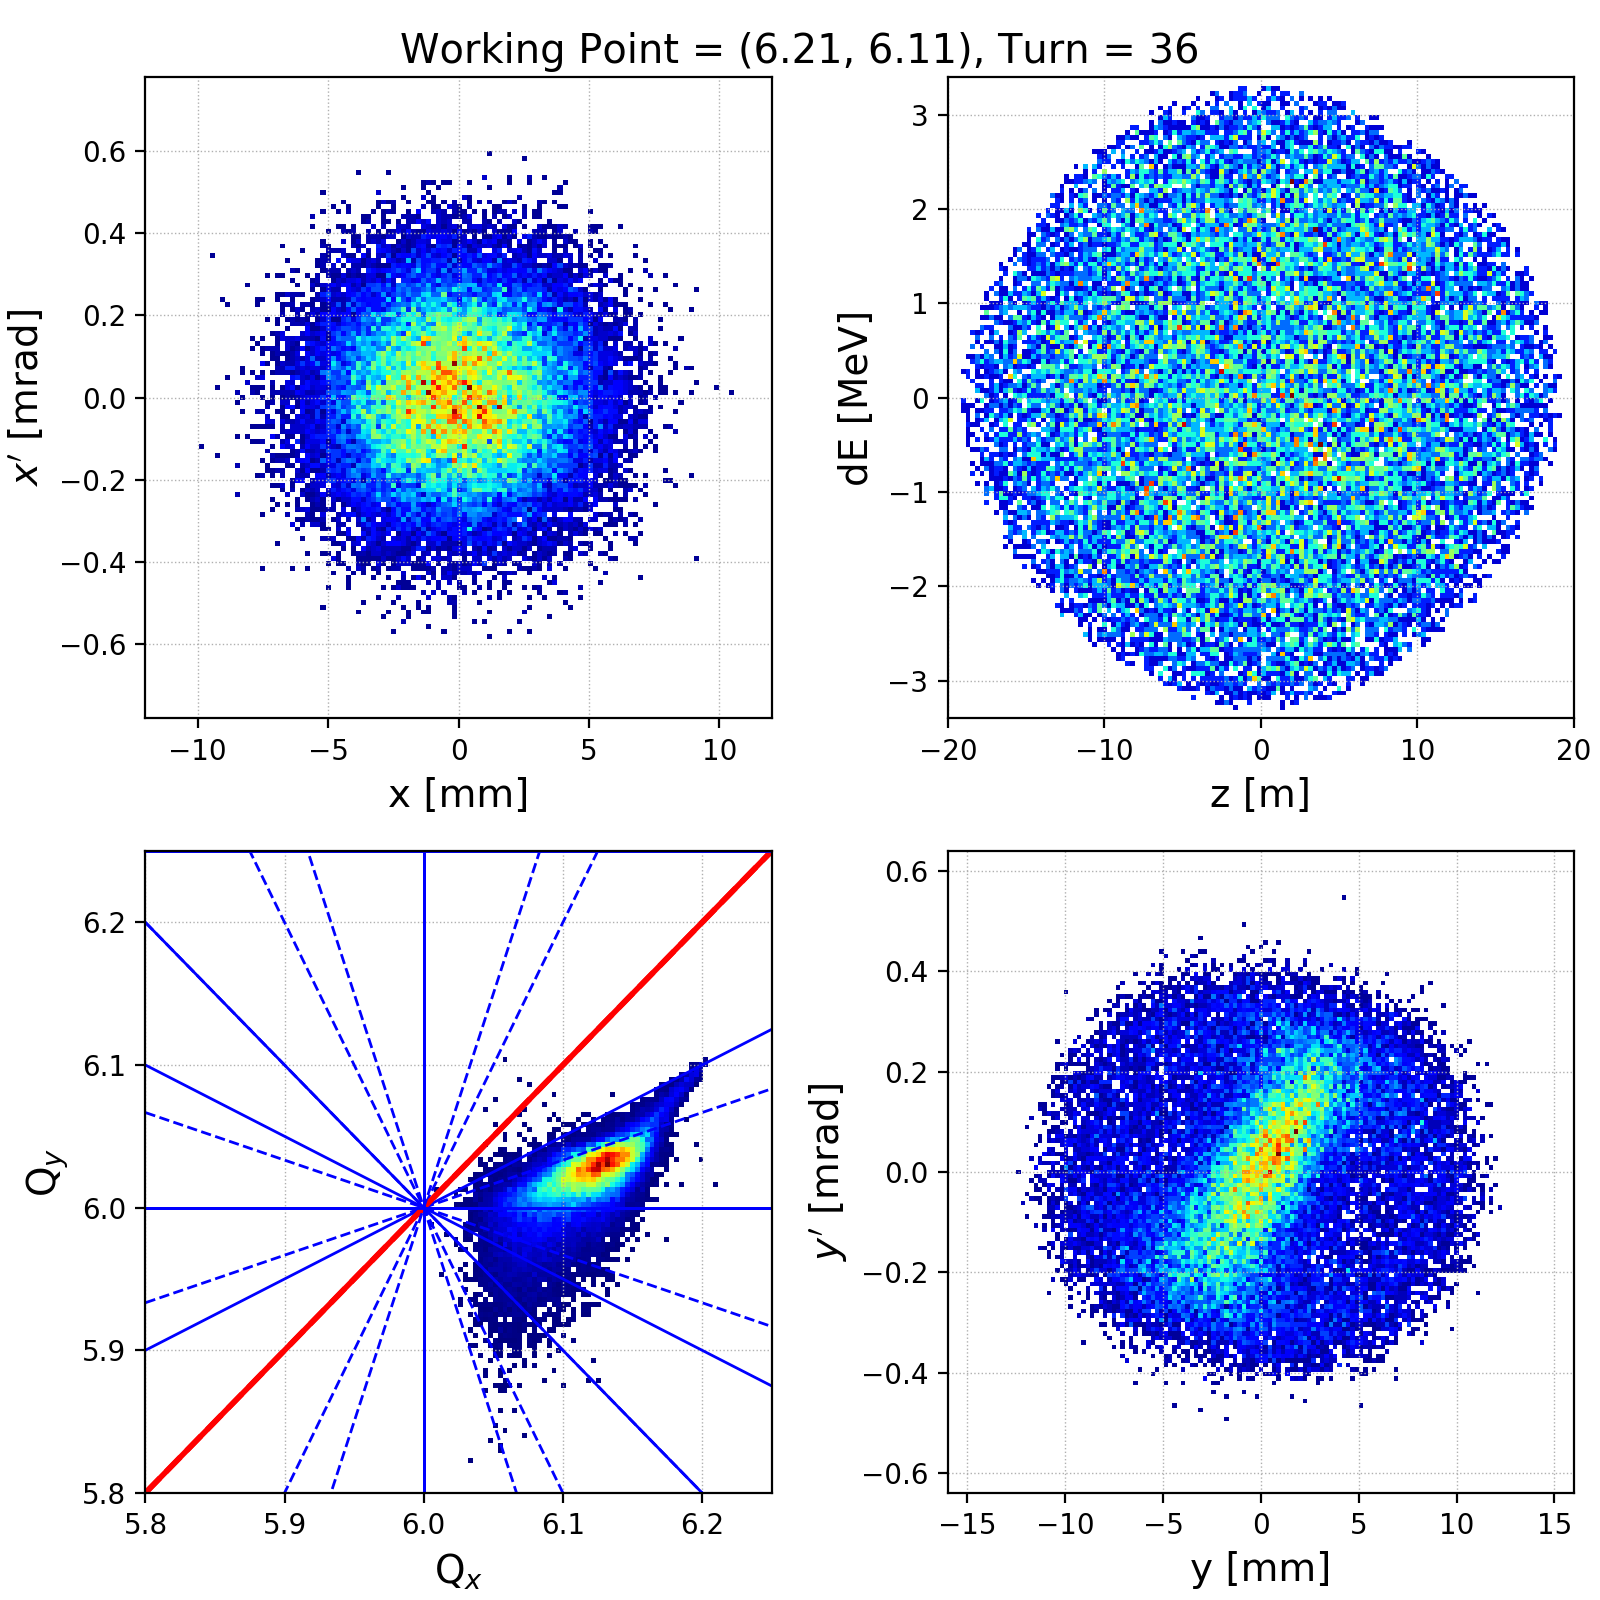 Working Point = (6.21, 6.11), Turn = 36
x′ [mrad]
0.6
0.4
0.2
0.0
−0.2
−0.4
−0.6
−10 −5 0 5 10
x [mm]
dE [MeV]
3
2
1
0
−1
−2
−3
−20 −10 0 10 20
z [m]
Qy
6.2
6.1
6.0
5.9
5.8
5.8 5.9 6.0 6.1 6.2
Qx
y′ [mrad]
0.6
0.4
0.2
0.0
−0.2
−0.4
−0.6
−15 −10 −5 0 5 10 15
y [mm]